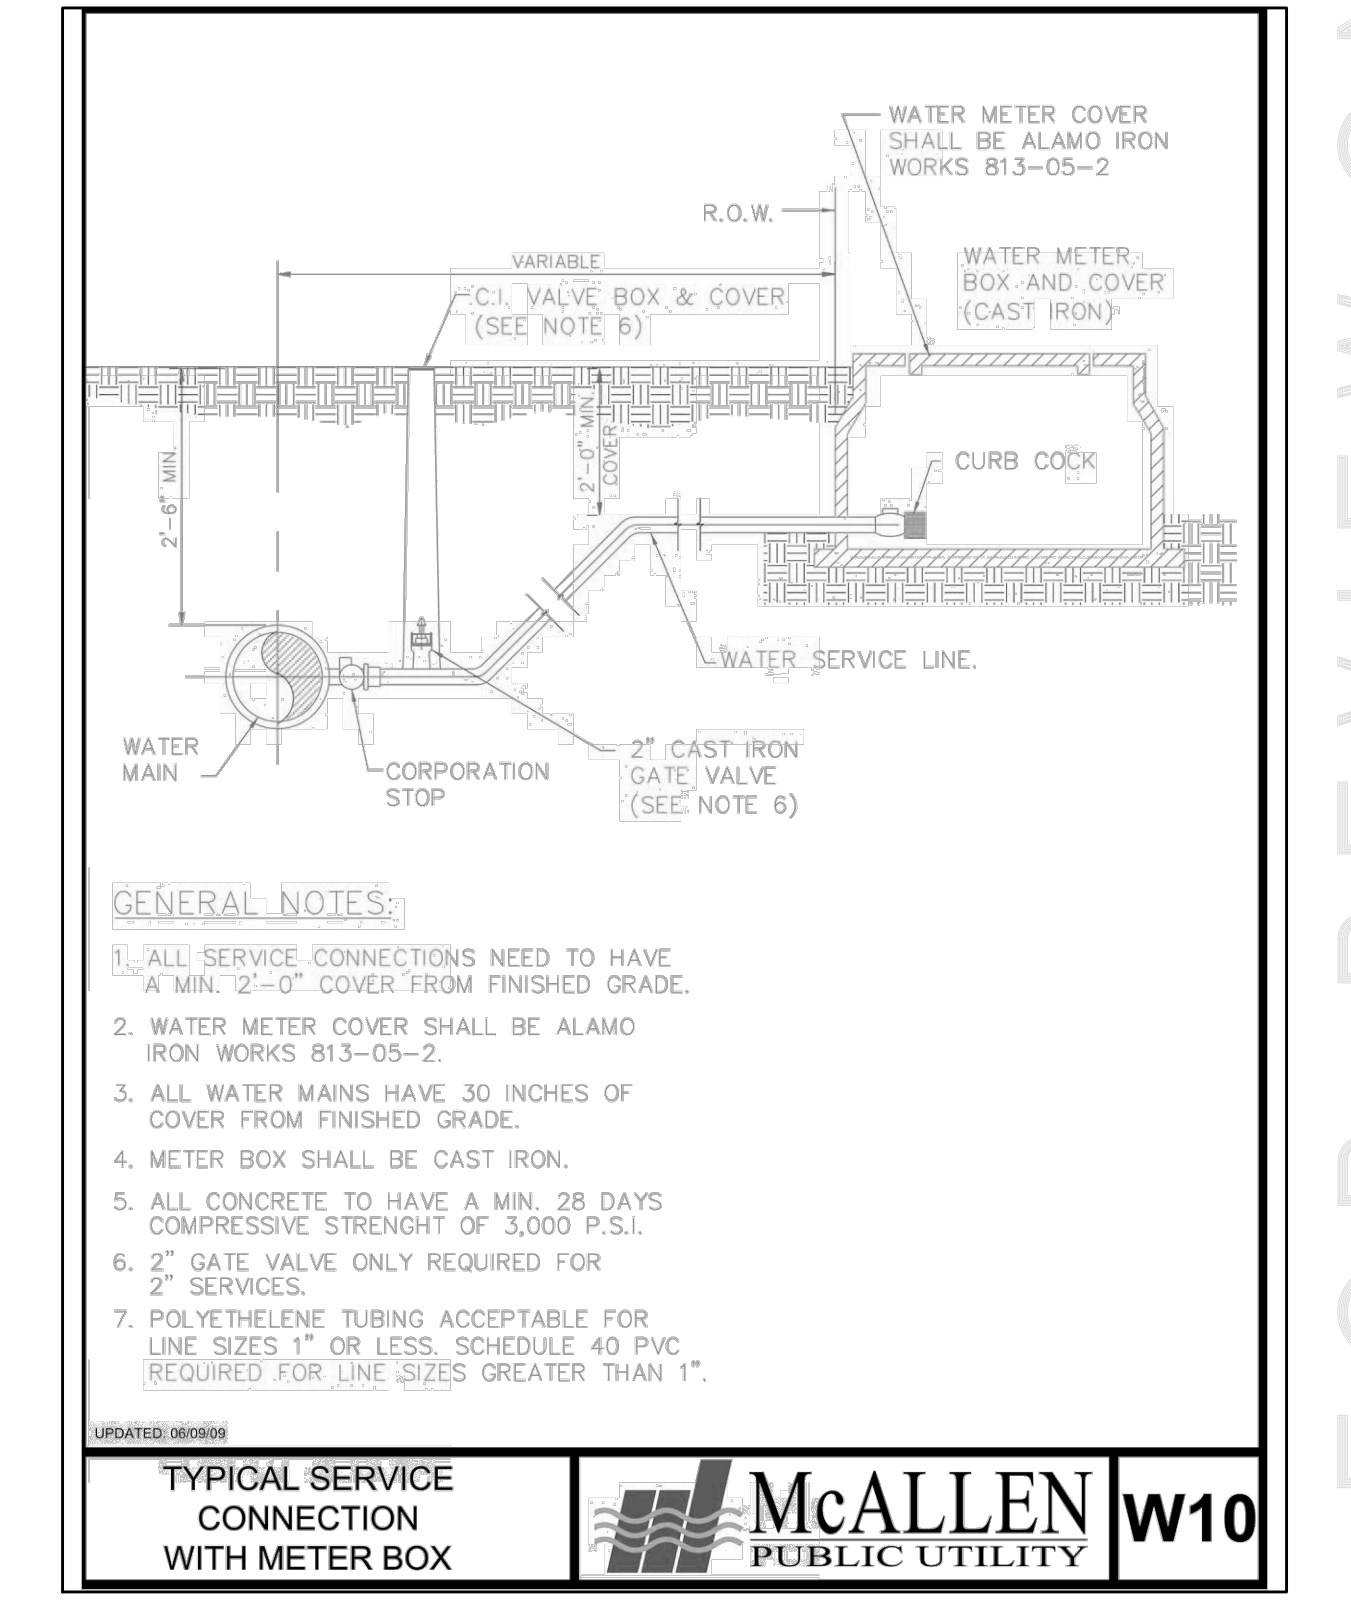 WATER METER COVER
SHALL BE ALAMO IRON
WORKS 813-05-2
R.O.W.
WATER METER
BOX AND COVER
(CAST IRON)
VARIABLE
C.I. VALVE BOX & COVER
(SEE NOTE 6)
2'-6" MIN.
2'-0" MIN.
COVER
CURB COCK
WATER SERVICE LINE.
WATER
MAIN
CORPORATION
STOP
2" CAST IRON
GATE VALVE
(SEE NOTE 6)
GENERAL NOTES:
1. ALL SERVICE CONNECTIONS NEED TO HAVE
A MIN. 2'-0" COVER FROM FINISHED GRADE.
2. WATER METER COVER SHALL BE ALAMO
IRON WORKS 813-05-2.
3. ALL WATER MAINS HAVE 30 INCHES OF
COVER FROM FINISHED GRADE.
4. METER BOX SHALL BE CAST IRON.
5. ALL CONCRETE TO HAVE A MIN. 28 DAYS
COMPRESSIVE STRENGHT OF 3,000 P.S.I.
6. 2" GATE VALVE ONLY REQUIRED FOR
2" SERVICES.
7. POLYETHELENE TUBING ACCEPTABLE FOR
LINE SIZES 1" OR LESS. SCHEDULE 40 PVC
REQUIRED FOR LINE SIZES GREATER THAN 1".
UPDATED: 06/09/09
TYPICAL SERVICE
CONNECTION
WITH METER BOX
McALLEN
PUBLIC UTILITY
W10